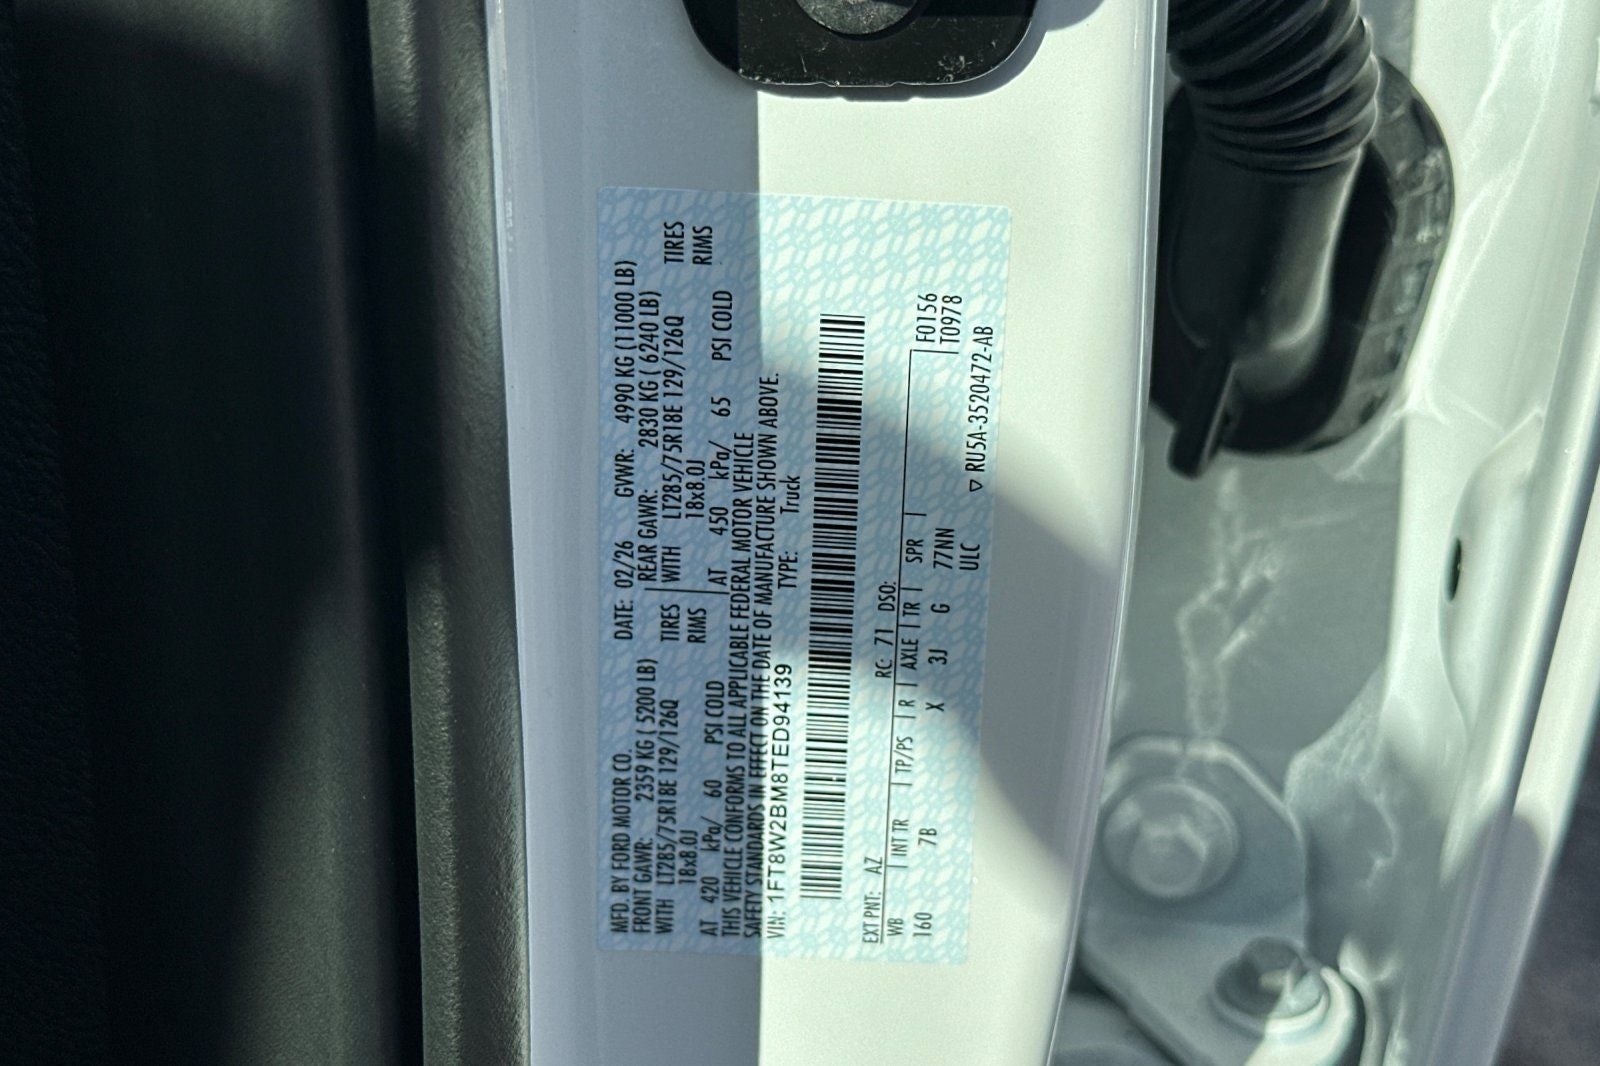 MFD. BY FORD MOTOR CO.
DATE: 02/26 GVWR: 4990 KG (11000 LB)
FRONT GAWR: 2359 KG ( 5200 LB)
REAR GAWR: 2830 KG ( 6240 LB)
WITH LT285/75R18E 129/126Q TIRES
WITH LT285/75R18E 129/126Q TIRES
18x8.0J RIMS
18x8.0J RIMS
AT 420 kPa/ 60 PSI COLD
AT 450 kPa/ 65 PSI COLD
THIS VEHICLE CONFORMS TO ALL APPLICABLE FEDERAL MOTOR VEHICLE
SAFETY STANDARDS IN EFFECT ON THE DATE OF MANUFACTURE SHOWN ABOVE.
VIN: 1FT8W2BM8TED94139 TYPE: Truck
EXT PNT: AZ RC: 71 DSO:
WB INT TR TP/PS R AXLE TR SPR F0156
160 7B X 3J G 77NN T0978
ULC
▽ RU5A-3520472-AB